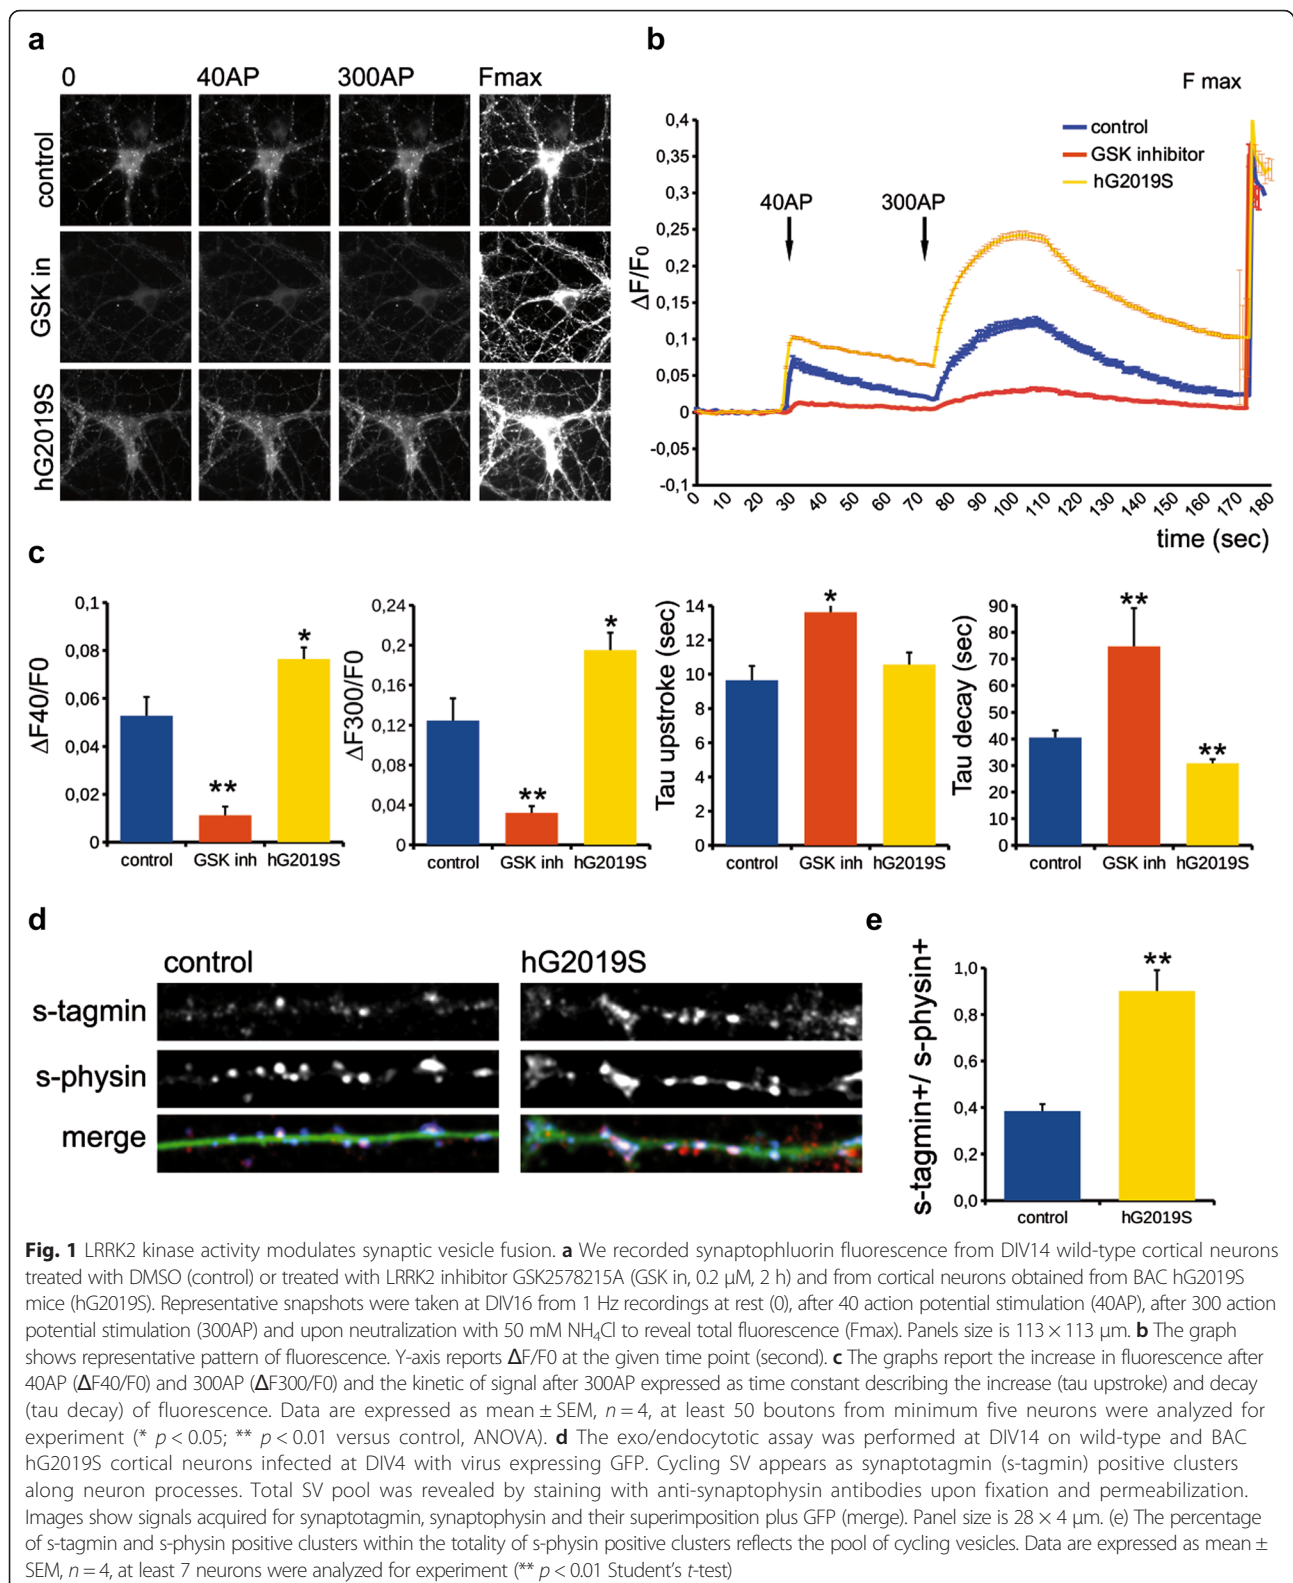 a
0 40AP 300AP Fmax
control
GSK in
hG2019S
b
F max
control
GSK inhibitor
hG2019S
40AP 300AP
ΔF/F0
0,4
0,35
0,3
0,25
0,2
0,15
0,1
0,05
0
-0,05
-0,1
0 10 20 30 40 50 60 70 80 90 100 110 120 130 140 150 160 170 180
time (sec)
c
ΔF40/F0
0,1
0,08
0,06
0,04
0,02
0
** *
control GSK inh hG2019S
ΔF300/F0
0,24
0,2
0,16
0,12
0,08
0,04
0
** *
control GSK inh hG2019S
Tau upstroke (sec)
14
12
10
8
6
4
2
0
*
control GSK inh hG2019S
Tau decay (sec)
90
80
70
60
50
40
30
20
10
0
** **
control GSK inh hG2019S
d
control hG2019S
s-tagmin
s-physin
merge
e
s-tagmin+/ s-physin+
1,0
0,8
0,6
0,4
0,2
0,0
**
control hG2019S
Fig. 1 LRRK2 kinase activity modulates synaptic vesicle fusion. a We recorded synaptophluorin fluorescence from DIV14 wild-type cortical neurons
treated with DMSO (control) or treated with LRRK2 inhibitor GSK2578215A (GSK in, 0.2 μM, 2 h) and from cortical neurons obtained from BAC hG2019S
mice (hG2019S). Representative snapshots were taken at DIV16 from 1 Hz recordings at rest (0), after 40 action potential stimulation (40AP), after 300 action
potential stimulation (300AP) and upon neutralization with 50 mM NH4Cl to reveal total fluorescence (Fmax). Panels size is 113 × 113 μm. b The graph
shows representative pattern of fluorescence. Y-axis reports ΔF/F0 at the given time point (second). c The graphs report the increase in fluorescence after
40AP (ΔF40/F0) and 300AP (ΔF300/F0) and the kinetic of signal after 300AP expressed as time constant describing the increase (tau upstroke) and decay
(tau decay) of fluorescence. Data are expressed as mean ± SEM, n = 4, at least 50 boutons from minimum five neurons were analyzed for
experiment (* p < 0.05; ** p < 0.01 versus control, ANOVA). d The exo/endocytotic assay was performed at DIV14 on wild-type and BAC
hG2019S cortical neurons infected at DIV4 with virus expressing GFP. Cycling SV appears as synaptotagmin (s-tagmin) positive clusters
along neuron processes. Total SV pool was revealed by staining with anti-synaptophysin antibodies upon fixation and permeabilization.
Images show signals acquired for synaptotagmin, synaptophysin and their superimposition plus GFP (merge). Panel size is 28 × 4 μm. (e) The percentage
of s-tagmin and s-physin positive clusters within the totality of s-physin positive clusters reflects the pool of cycling vesicles. Data are expressed as mean ±
SEM, n = 4, at least 7 neurons were analyzed for experiment (** p < 0.01 Student's t-test)